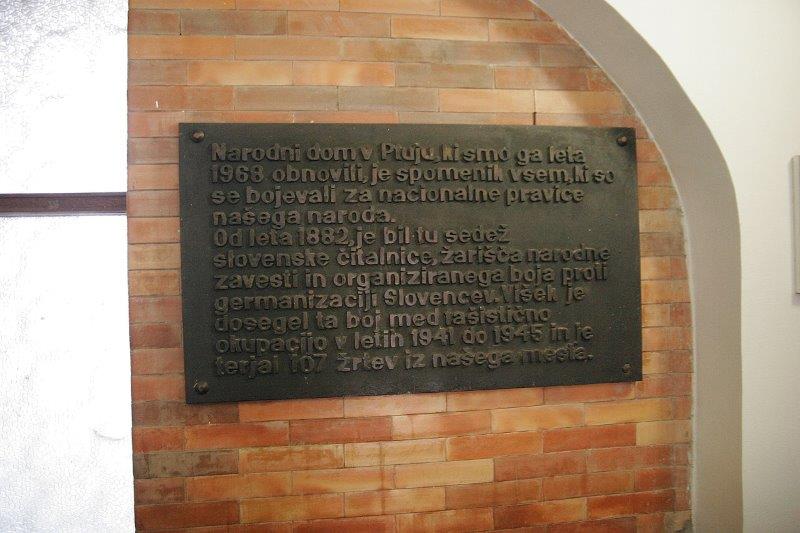 Narodni dom v Ptuju, ki smo ga leta
1968 obnovili, je spomenik vsem, ki so
se bojevali za nacionalne pravice
našega naroda.
Od leta 1882, je bil tu sedež
slovenske čitalnice, žarišča narodne
zavesti in organiziranega boja proti
germanizaciji Slovencev. Višek je
dosegel ta boj med fašistično
okupacijo v letih 1941 do 1945 in je
terjal 107 žrtev iz našega mesta.